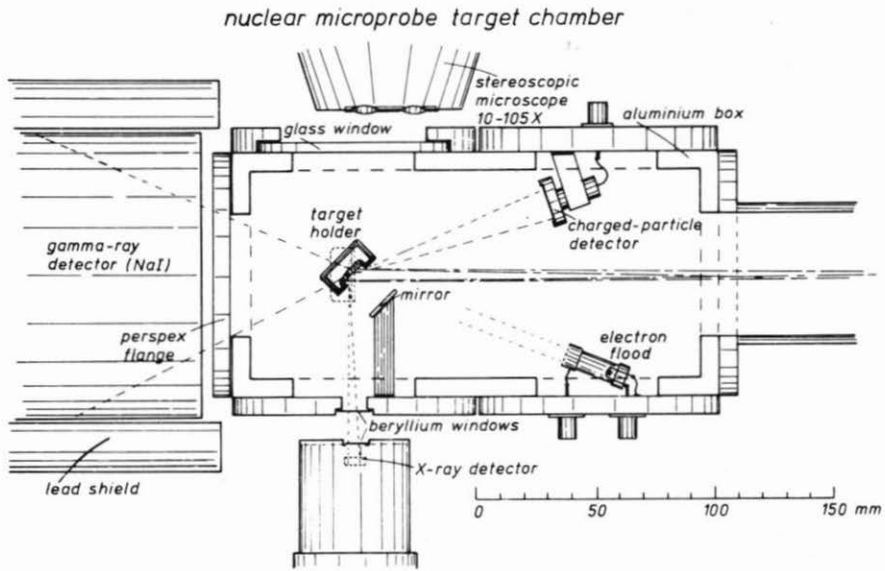 nuclear microprobe target chamber
stereoscopic
microscope
10-105X
aluminium box
glass window
target
holder
charged-particle
detector
gamma-ray
detector (NaI)
mirror
perspex
flange
electron
flood
beryllium windows
X-ray detector
lead shield
0 50 100 150 mm